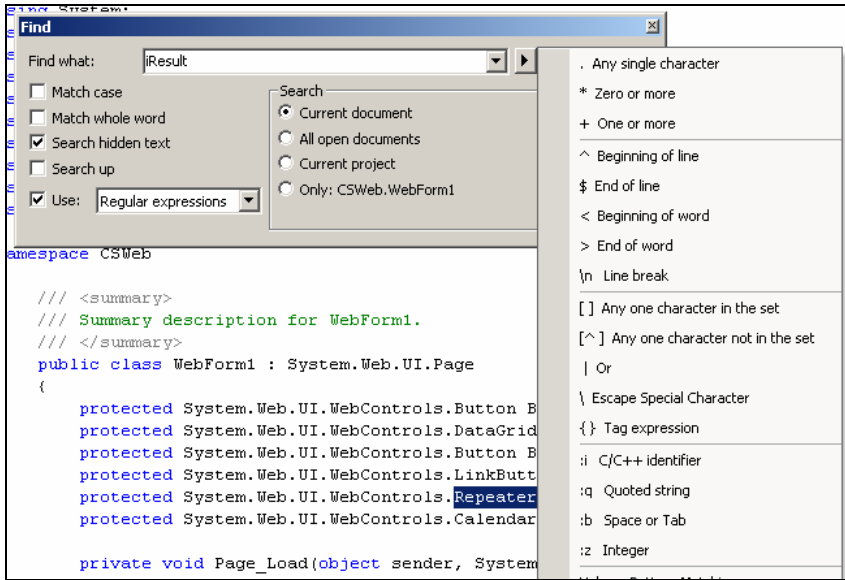 using System;
Find
Find what:
iResult
Match case
Match whole word
Search hidden text
Search up
Use:
Regular expressions
Search
Current document
All open documents
Current project
Only: CSWeb.WebForm1
. Any single character
* Zero or more
+ One or more
^ Beginning of line
$ End of line
< Beginning of word
> End of word
\n Line break
[ ] Any one character in the set
[^ ] Any one character not in the set
| Or
\ Escape Special Character
{ } Tag expression
:i C/C++ identifier
:q Quoted string
:b Space or Tab
:z Integer
amespace CSWeb
/// <summary>
/// Summary description for WebForm1.
/// </summary>
public class WebForm1 : System.Web.UI.Page
{
protected System.Web.UI.WebControls.Button B
protected System.Web.UI.WebControls.DataGrid
protected System.Web.UI.WebControls.Button B
protected System.Web.UI.WebControls.LinkButt
protected System.Web.UI.WebControls.Repeater
protected System.Web.UI.WebControls.Calendar
private void Page_Load(object sender, System